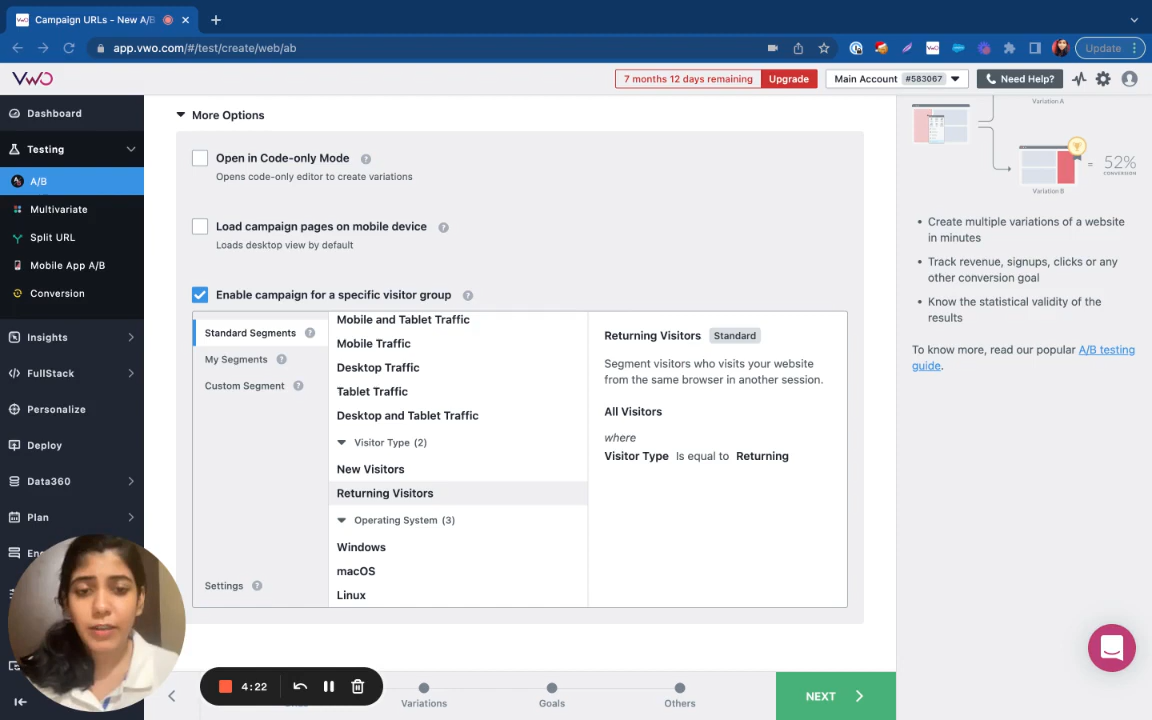 Campaign URLs - New A/B
app.vwo.com/#/test/create/web/ab
Update
VWO
7 months 12 days remaining
Upgrade
Main Account #583067
Need Help?
Dashboard
Testing
A/B
Multivariate
Split URL
Mobile App A/B
Conversion
Insights
FullStack
Personalize
Deploy
Data360
Plan
More Options
Open in Code-only Mode
Opens code-only editor to create variations
Load campaign pages on mobile device
Loads desktop view by default
Enable campaign for a specific visitor group
Standard Segments
My Segments
Custom Segment
Settings
Mobile and Tablet Traffic
Mobile Traffic
Desktop Traffic
Tablet Traffic
Desktop and Tablet Traffic
Visitor Type (2)
New Visitors
Returning Visitors
Operating System (3)
Windows
macOS
Linux
Returning Visitors Standard
Segment visitors who visits your website
from the same browser in another session.
All Visitors
where
Visitor Type Is equal to Returning
4:22
Variations
Goals
Others
NEXT
Variation A
= 52%
CONVERSION
Variation B
Create multiple variations of a website
in minutes
Track revenue, signups, clicks or any
other conversion goal
Know the statistical validity of the
results
To know more, read our popular A/B testing
guide.